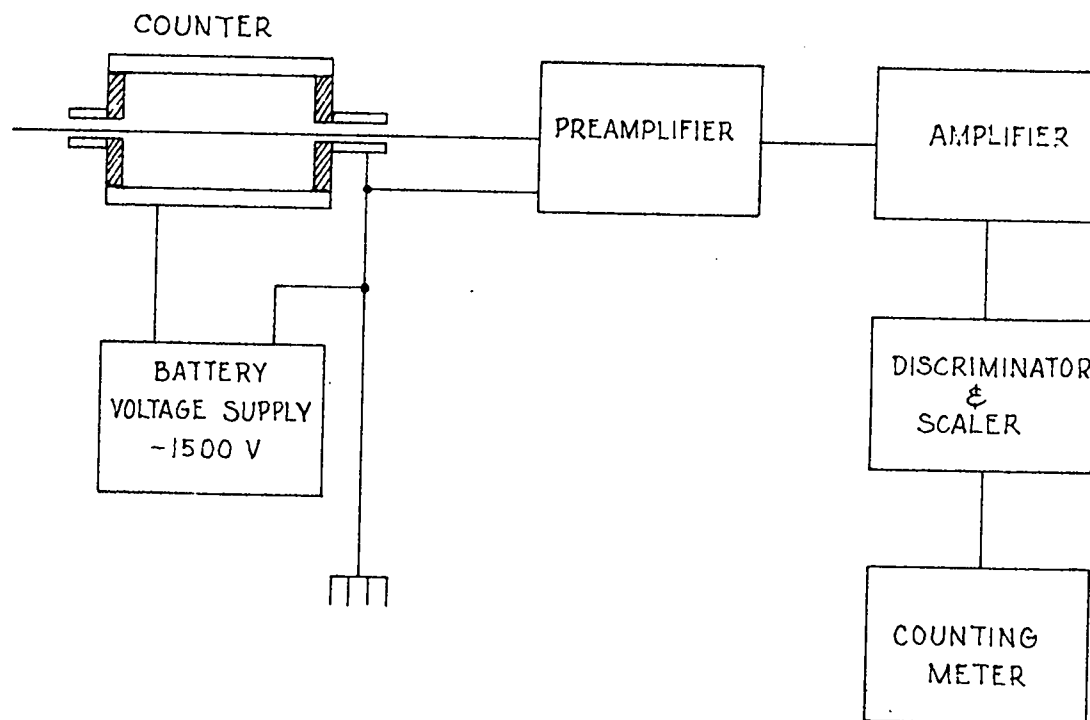 COUNTER
PREAMPLIFIER
AMPLIFIER
BATTERY
VOLTAGE SUPPLY
~1500 V
DISCRIMINATOR
&
SCALER
COUNTING
METER